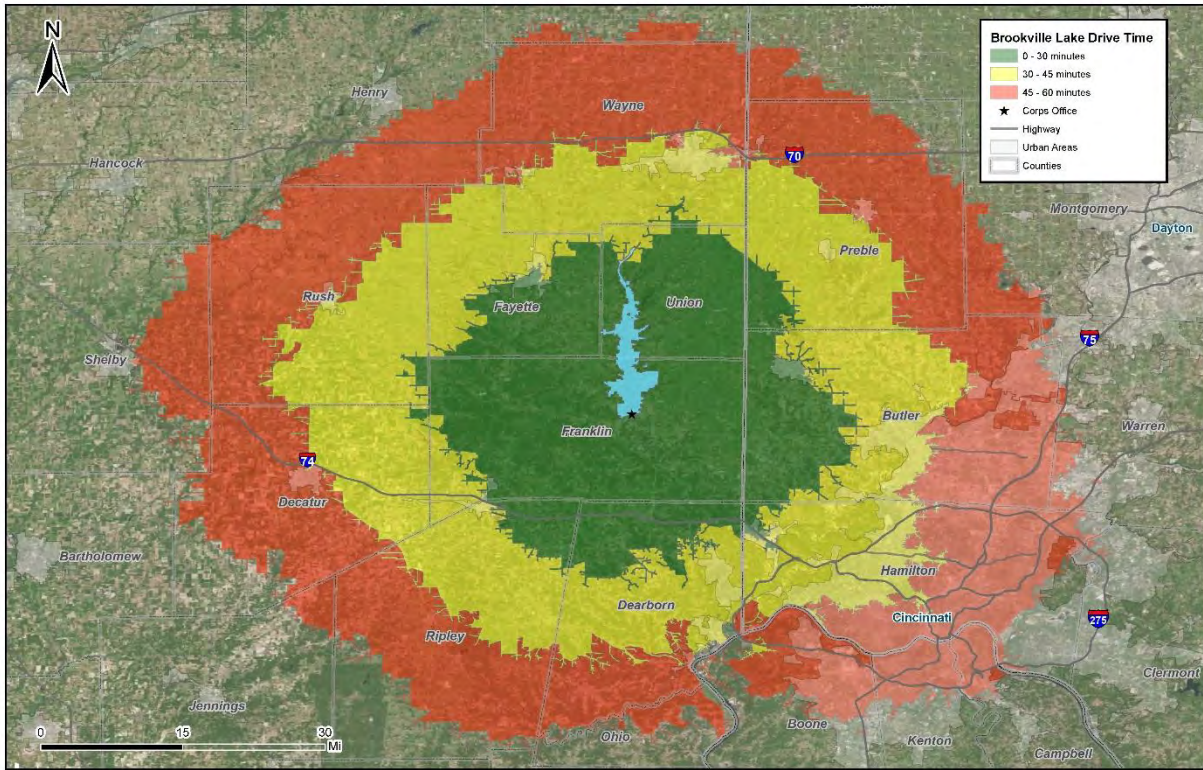 N
Brookville Lake Drive Time
0 - 30 minutes
30 - 45 minutes
45 - 60 minutes
Corps Office
Highway
Urban Areas
Counties
Henry
Wayne
Hancock
70
Montgomery
Dayton
Preble
Rush
Fayette
Union
Shelby
75
Butler
Warren
Franklin
74
Decatur
Bartholomew
Hamilton
Dearborn
Cincinnati
275
Ripley
Clermont
Jennings
Boone
Ohio
Kenton
Campbell
0 15 30
Mi